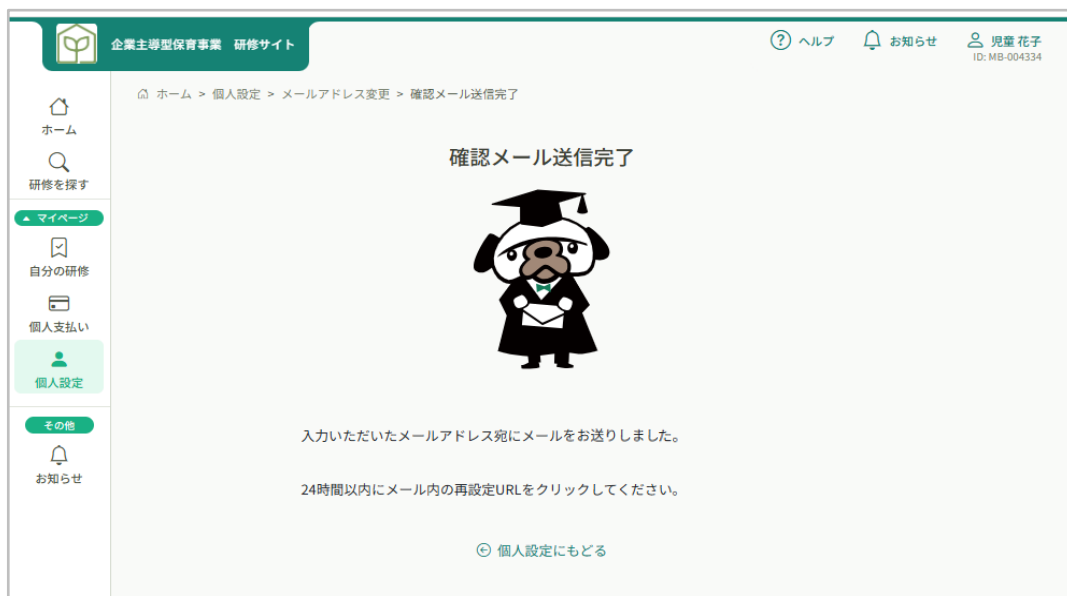 企業主導型保育事業　研修サイト
ヘルプ
お知らせ
児童 花子
ID: MB-004334
ホーム > 個人設定 > メールアドレス変更 > 確認メール送信完了
ホーム
研修を探す
マイページ
自分の研修
個人支払い
個人設定
その他
お知らせ
確認メール送信完了
入力いただいたメールアドレス宛にメールをお送りしました。
24時間以内にメール内の再設定URLをクリックしてください。
個人設定にもどる